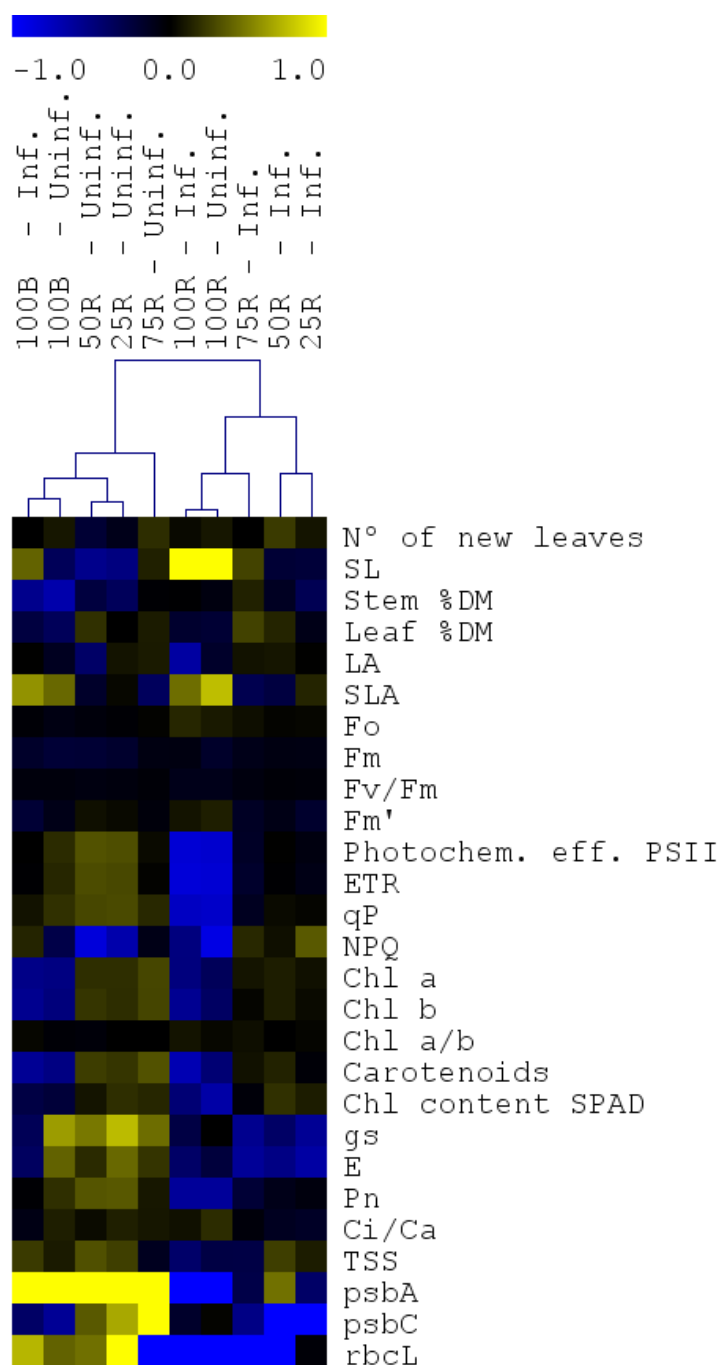 -1.0 0.0 1.0
100B - Inf.
100B - Uninf.
50R - Uninf.
25R - Uninf.
75R - Uninf.
100R - Inf.
100R - Uninf.
75R - Inf.
50R - Inf.
25R - Inf.
N° of new leaves
SL
Stem %DM
Leaf %DM
LA
SLA
Fo
Fm
Fv/Fm
Fm'
Photochem. eff. PSII
ETR
qP
NPQ
Chl a
Chl b
Chl a/b
Carotenoids
Chl content SPAD
gs
E
Pn
Ci/Ca
TSS
psbA
psbC
rbcL